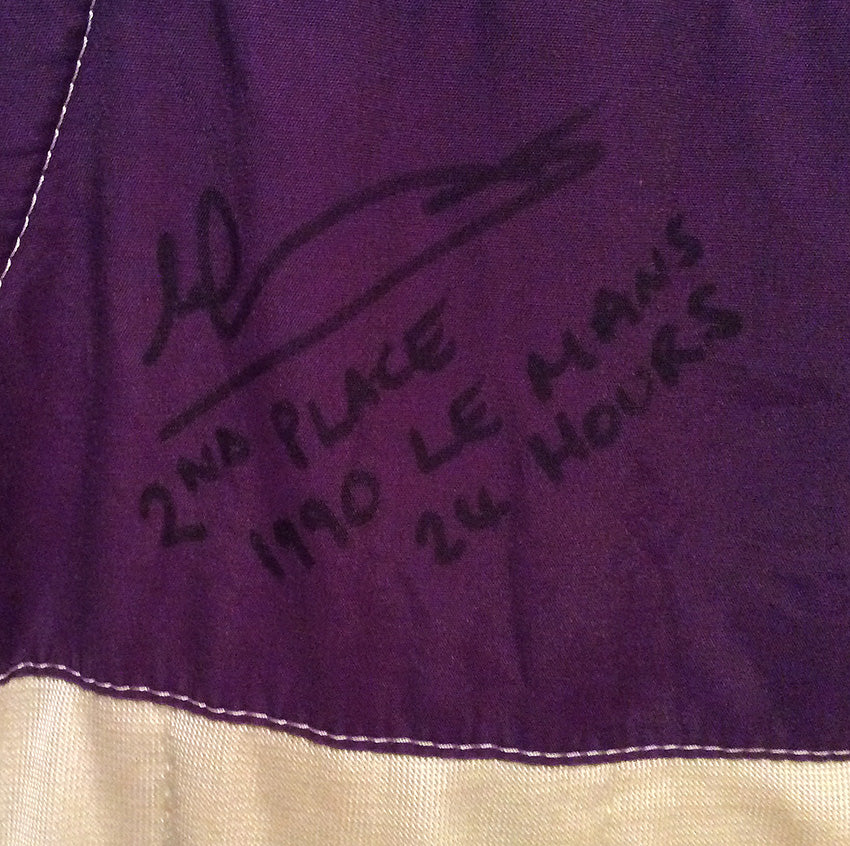 2ND PLACE
1990 LE MANS
24 HOURS